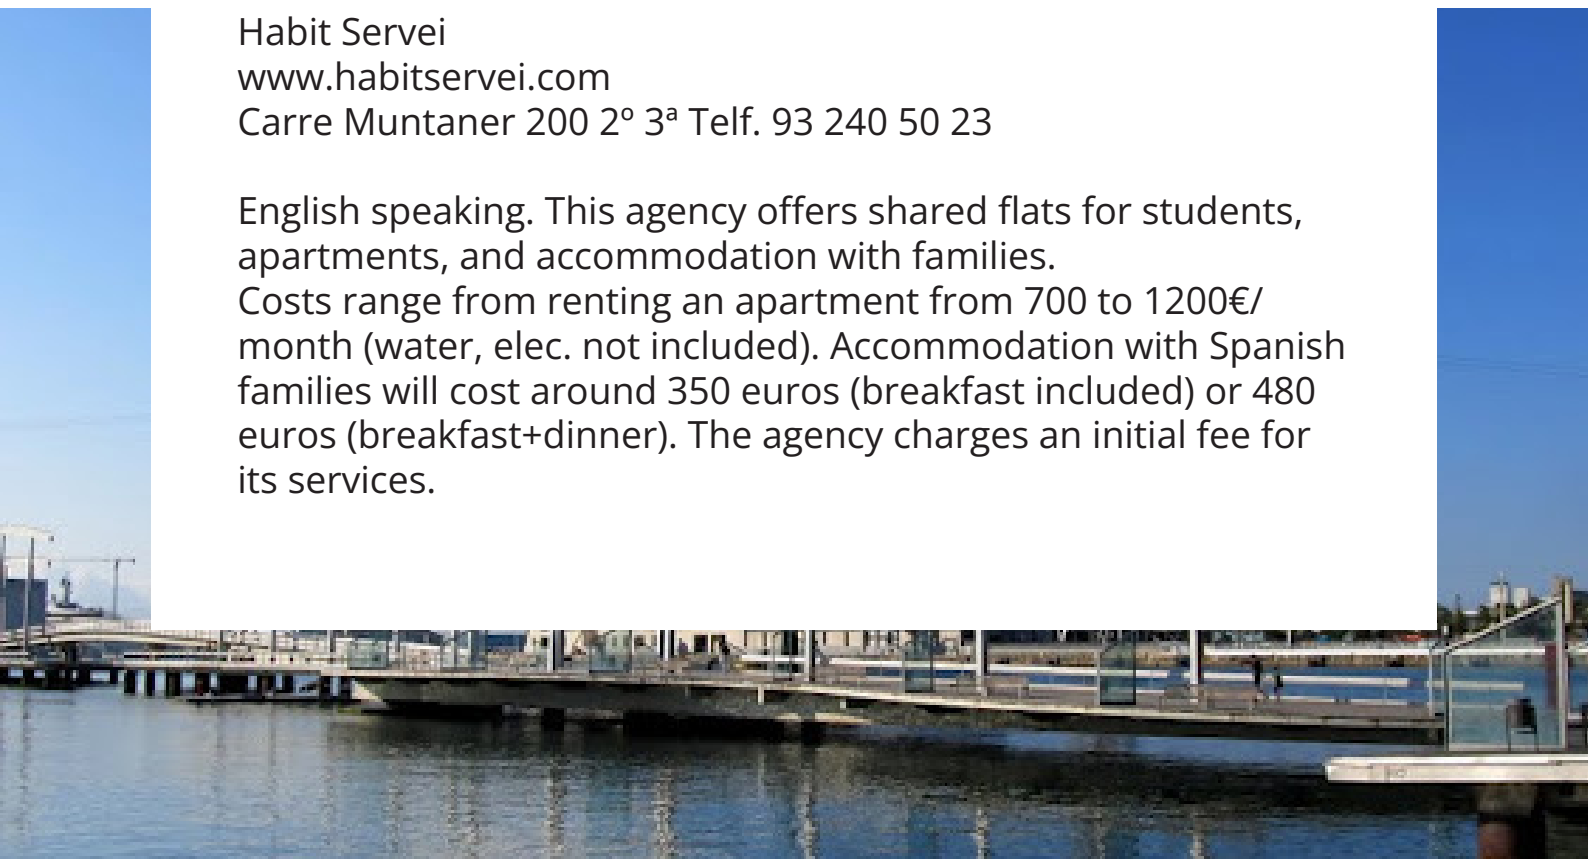 Habit Servei
www.habitservei.com
Carre Muntaner 200 2º 3ª Telf. 93 240 50 23
English speaking. This agency offers shared flats for students,
apartments, and accommodation with families.
Costs range from renting an apartment from 700 to 1200€/
month (water, elec. not included). Accommodation with Spanish
families will cost around 350 euros (breakfast included) or 480
euros (breakfast+dinner). The agency charges an initial fee for
its services.